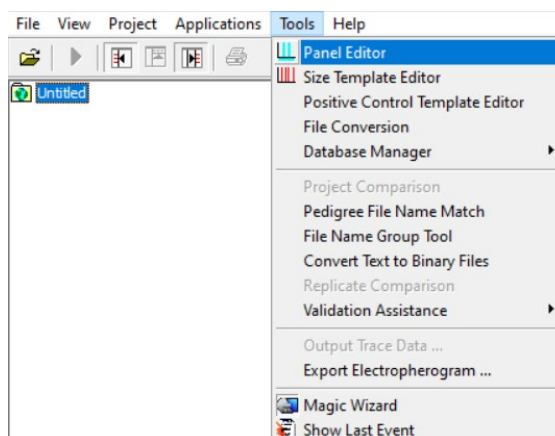 File View Project Applications Tools Help
Untitled
Panel Editor
Size Template Editor
Positive Control Template Editor
File Conversion
Database Manager
Project Comparison
Pedigree File Name Match
File Name Group Tool
Convert Text to Binary Files
Replicate Comparison
Validation Assistance
Output Trace Data ...
Export Electropherogram ...
Magic Wizard
Show Last Event